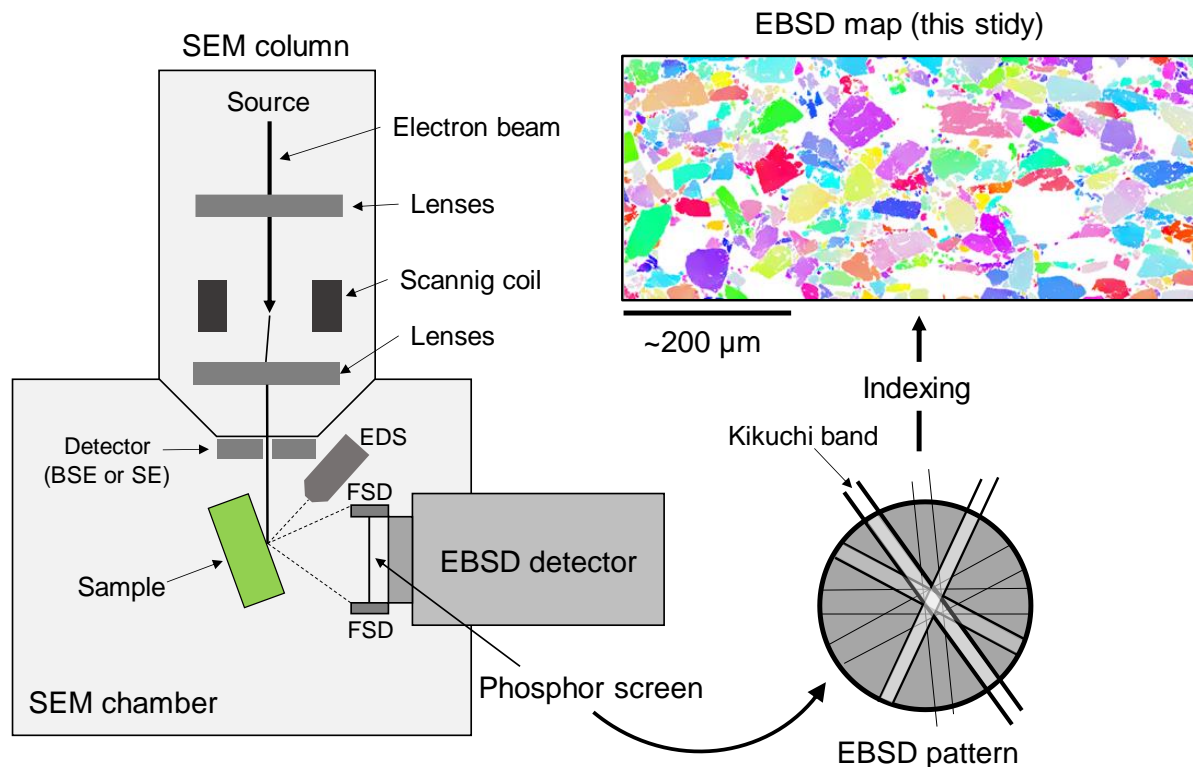 SEM column
Source
Electron beam
Lenses
Scannig coil
Lenses
Detector
(BSE or SE)
EDS
FSD
EBSD detector
Sample
FSD
Phosphor screen
SEM chamber
EBSD map (this stidy)
~200 µm
Indexing
Kikuchi band
EBSD pattern